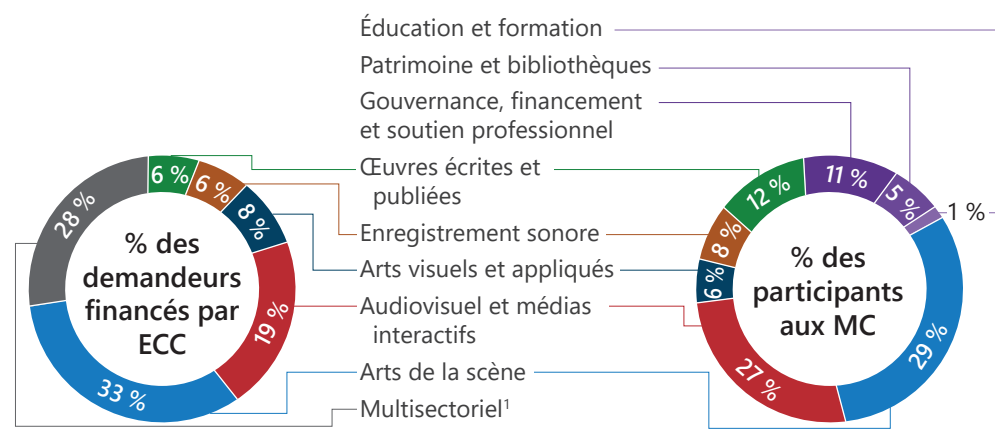 Éducation et formation
Patrimoine et bibliothèques
Gouvernance, financement
et soutien professionnel
Œuvres écrites et
publiées
Enregistrement sonore
Arts visuels et appliqués
Audiovisuel et médias
interactifs
Arts de la scène
Multisectoriel¹
% des
demandeurs
financés par
ECC
6 %
6 %
8 %
19 %
33 %
28 %
% des
participants
aux MC
11 %
5 %
1 %
29 %
27 %
6 %
8 %
12 %